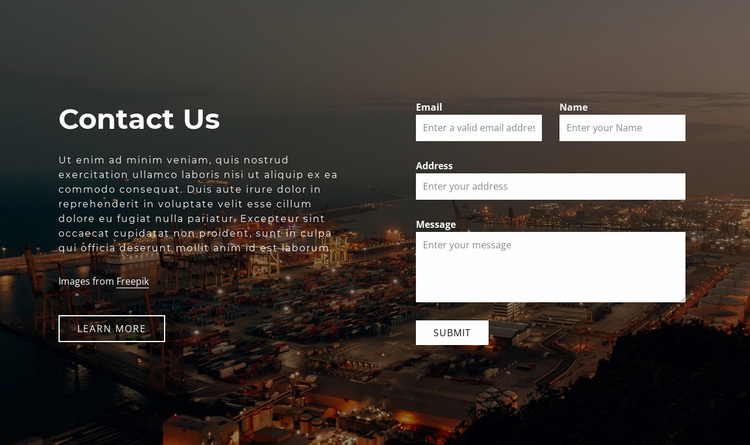 Contact Us
Ut enim ad minim veniam, quis nostrud
exercitation ullamco laboris nisi ut aliquip ex ea
commodo consequat. Duis aute irure dolor in
reprehenderit in voluptate velit esse cillum
dolore eu fugiat nulla pariatur. Excepteur sint
occaecat cupidatat non proident, sunt in culpa
qui officia deserunt mollit anim id est laborum.
Images from Freepik
LEARN MORE
Email Name
Enter a valid email addres Enter your Name
Address
Enter your address
Message
Enter your message
SUBMIT